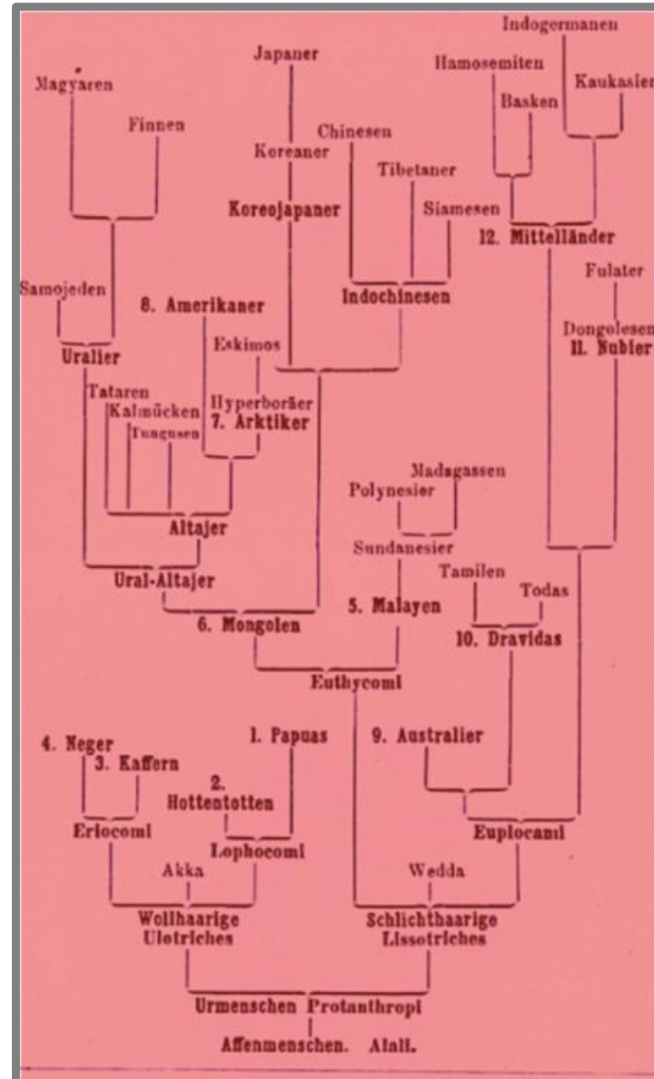 Indogermanen
Japaner
Hamosemiten
Magyaren
Kaukasier
Basken
Finnen
Chinesen
Koreaner
Tibetaner
Koreojapaner
Siamesen
12. Mittelländer
Fulater
Samojeden
8. Amerikaner
Indochinesen
Dongolesen
11. Nubier
Uralier
Eskimos
Tataren
Kalmücken
Hyperboräer
7. Arktiker
Tungusen
Madagassen
Polynesier
Altajer
Sundanesier
Ural-Altajer
Tamilen
Todas
5. Malayen
6. Mongolen
10. Dravidas
Euthycomi
4. Neger
3. Kaffern
1. Papuas
9. Australier
2.
Hottentotten
Eriocomi
Euplocami
Lophocomi
Akka
Wedda
Wollhaarige
Ulotriches
Schlichthaarige
Lissotriches
Urmenschen Protanthropi
Affenmenschen. Alali.